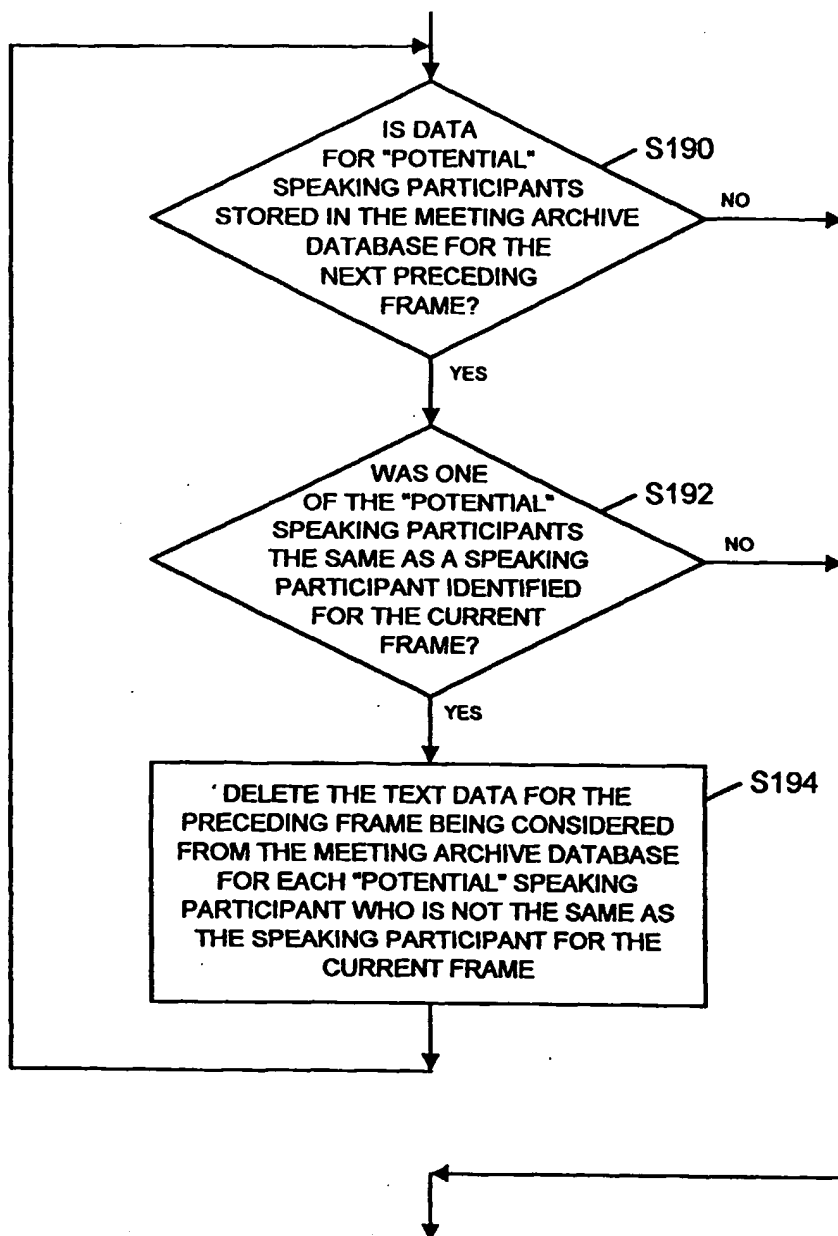 IS DATA
FOR "POTENTIAL"
SPEAKING PARTICIPANTS
STORED IN THE MEETING ARCHIVE
DATABASE FOR THE
NEXT PRECEDING
FRAME?
S190
NO
YES
WAS ONE
OF THE "POTENTIAL"
SPEAKING PARTICIPANTS
THE SAME AS A SPEAKING
PARTICIPANT IDENTIFIED
FOR THE CURRENT
FRAME?
S192
NO
YES
DELETE THE TEXT DATA FOR THE
PRECEDING FRAME BEING CONSIDERED
FROM THE MEETING ARCHIVE DATABASE
FOR EACH "POTENTIAL" SPEAKING
PARTICIPANT WHO IS NOT THE SAME AS
THE SPEAKING PARTICIPANT FOR THE
CURRENT FRAME
S194